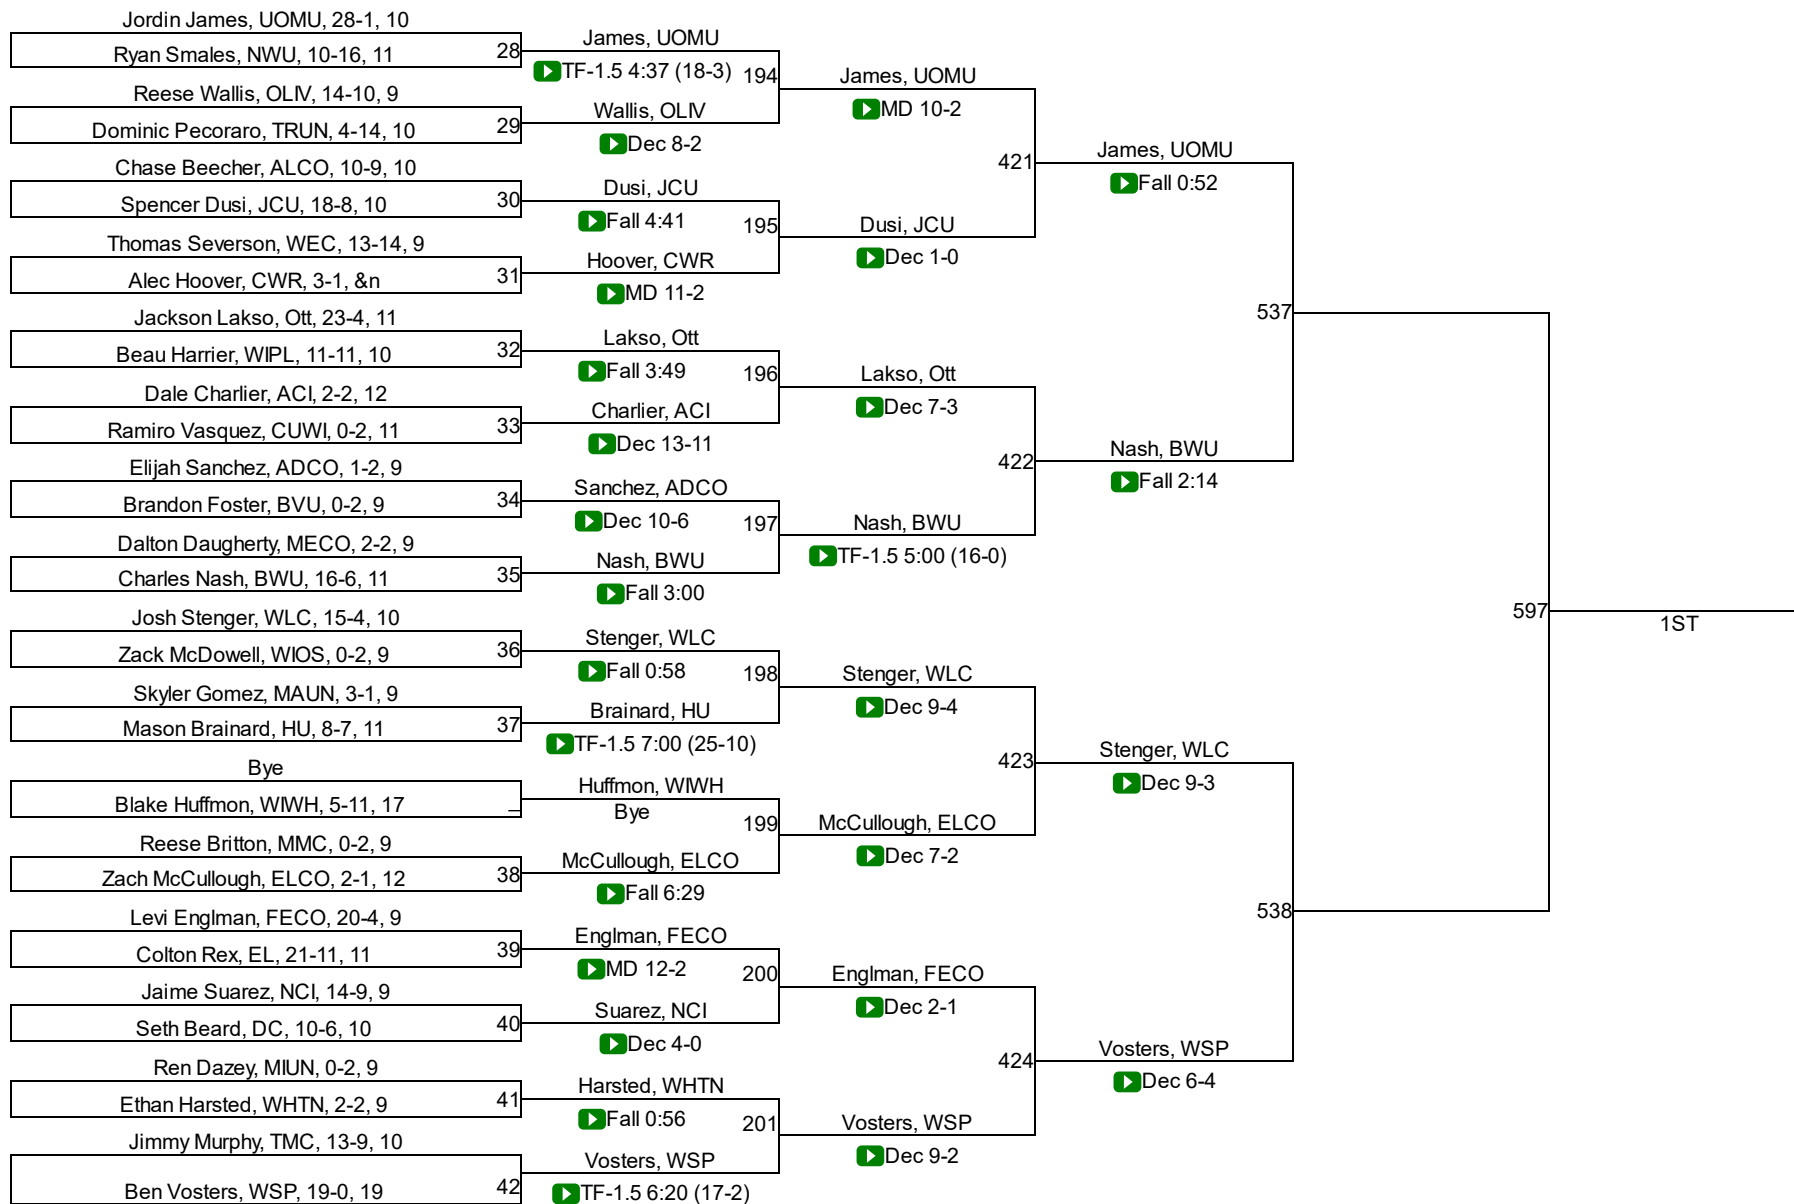 Jordin James, UOMU, 28-1, 10
Ryan Smales, NWU, 10-16, 11
28
Reese Wallis, OLIV, 14-10, 9
Dominic Pecoraro, TRUN, 4-14, 10
29
Chase Beecher, ALCO, 10-9, 10
Spencer Dusi, JCU, 18-8, 10
30
Thomas Severson, WEC, 13-14, 9
Alec Hoover, CWR, 3-1, &n
31
Jackson Lakso, Ott, 23-4, 11
Beau Harrier, WIPL, 11-11, 10
32
Dale Charlier, ACI, 2-2, 12
Ramiro Vasquez, CUWI, 0-2, 11
33
Elijah Sanchez, ADCO, 1-2, 9
Brandon Foster, BVU, 0-2, 9
34
Dalton Daugherty, MECO, 2-2, 9
Charles Nash, BWU, 16-6, 11
35
Josh Stenger, WLC, 15-4, 10
Zack McDowell, WIOS, 0-2, 9
36
Skyler Gomez, MAUN, 3-1, 9
Mason Brainard, HU, 8-7, 11
37
Bye
Blake Huffmon, WIWH, 5-11, 17
_
Reese Britton, MMC, 0-2, 9
Zach McCullough, ELCO, 2-1, 12
38
Levi Englman, FECO, 20-4, 9
Colton Rex, EL, 21-11, 11
39
Jaime Suarez, NCI, 14-9, 9
Seth Beard, DC, 10-6, 10
40
Ren Dazey, MIUN, 0-2, 9
Ethan Harsted, WHTN, 2-2, 9
41
Jimmy Murphy, TMC, 13-9, 10
Ben Vosters, WSP, 19-0, 19
42
James, UOMU
TF-1.5 4:37 (18-3)
194
Wallis, OLIV
Dec 8-2
Dusi, JCU
Fall 4:41
195
Hoover, CWR
MD 11-2
Lakso, Ott
Fall 3:49
196
Charlier, ACI
Dec 13-11
Sanchez, ADCO
Dec 10-6
197
Nash, BWU
Fall 3:00
Stenger, WLC
Fall 0:58
198
Brainard, HU
TF-1.5 7:00 (25-10)
Huffmon, WIWH
Bye
199
McCullough, ELCO
Fall 6:29
Englman, FECO
MD 12-2
200
Suarez, NCI
Dec 4-0
Harsted, WHTN
Fall 0:56
201
Vosters, WSP
TF-1.5 6:20 (17-2)
James, UOMU
MD 10-2
421
Dusi, JCU
Dec 1-0
Lakso, Ott
Dec 7-3
422
Nash, BWU
TF-1.5 5:00 (16-0)
Stenger, WLC
Dec 9-4
423
McCullough, ELCO
Dec 7-2
Englman, FECO
Dec 2-1
424
Vosters, WSP
Dec 9-2
James, UOMU
Fall 0:52
537
Nash, BWU
Fall 2:14
Stenger, WLC
Dec 9-3
538
Vosters, WSP
Dec 6-4
597
1ST